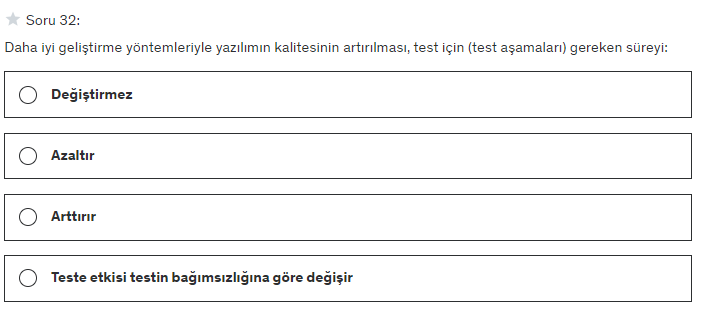 Soru 32:
Daha iyi geliştirme yöntemleriyle yazılımın kalitesinin artırılması, test için (test aşamaları) gereken süreyi:
Değiştirmez
Azaltır
Arttırır
Teste etkisi testin bağımsızlığına göre değişir